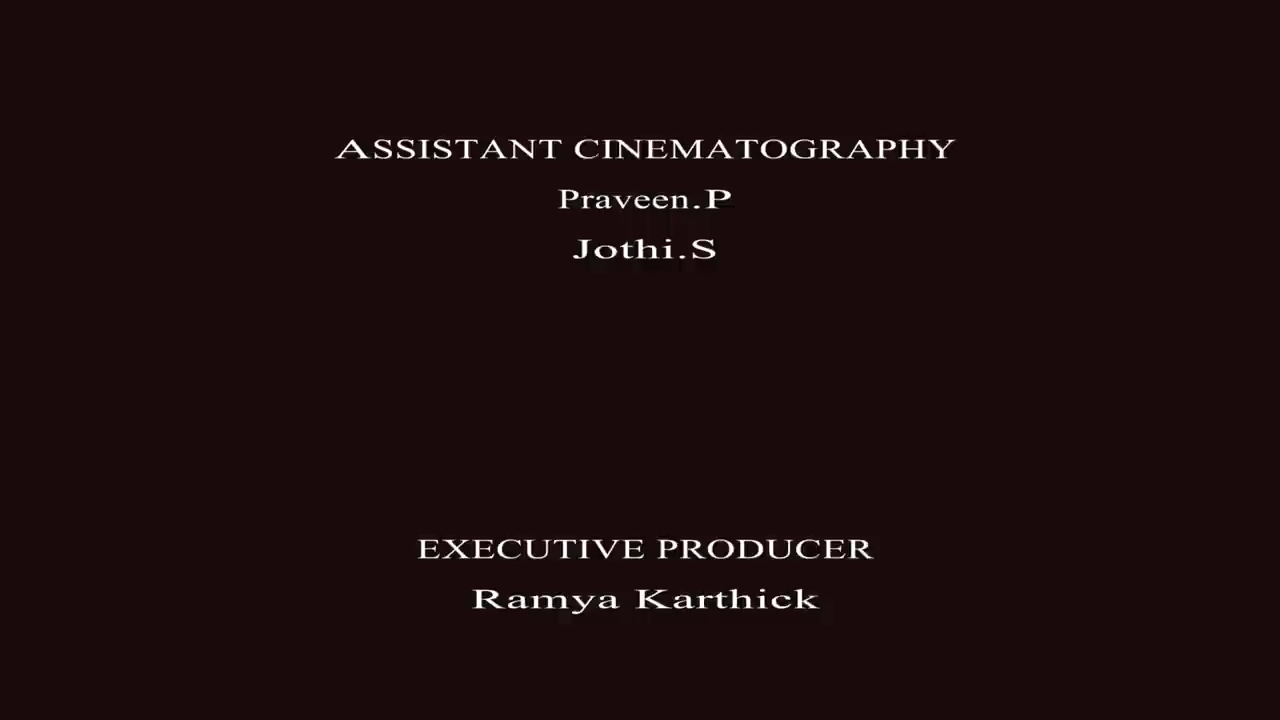 ASSISTANT CINEMATOGRAPHY
Praveen.P
Jothi.S
EXECUTIVE PRODUCER
Ramya Karthick